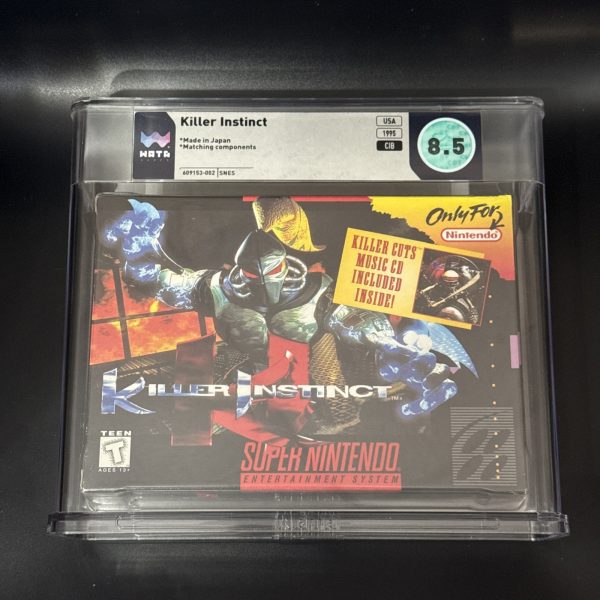 Killer Instinct
*Made in Japan
*Matching components
609153-002 | SNES
WATA
USA
1995
CIB
8.5
Only For
Nintendo
KILLER CUTS
MUSIC CD
INCLUDED
INSIDE!
KILLER INSTINCT
TM
TEEN
T
AGES 13+
SUPER NINTENDO
ENTERTAINMENT SYSTEM